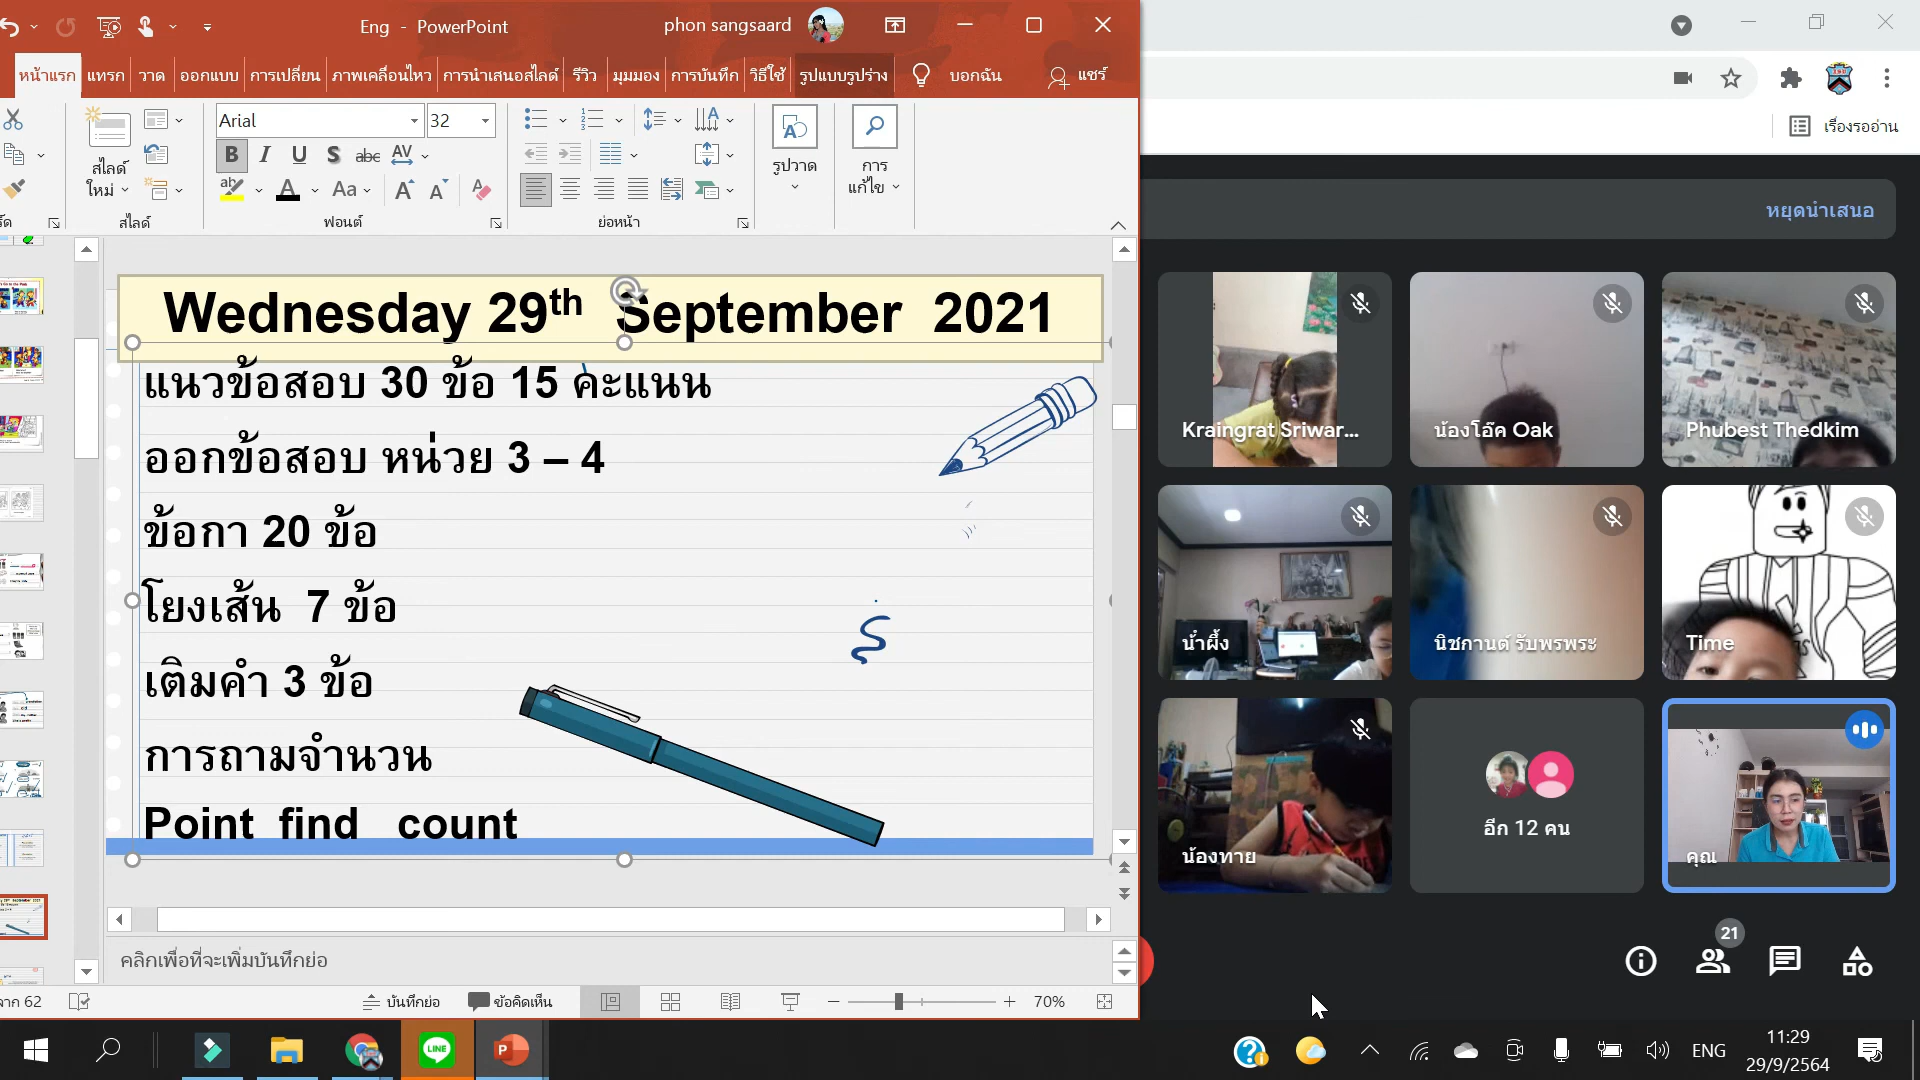 Eng - PowerPoint
phon sangsaard
หน้าแรก แทรก วาด ออกแบบ การเปลี่ยน ภาพเคลื่อนไหว การนำเสนอสไลด์ รีวิว มุมมอง การบันทึก วิธีใช้ รูปแบบรูปร่าง บอกฉัน แชร์
Arial 32
สไลด์
ใหม่
รูปวาด
การ
แก้ไข
สไลด์ ฟอนต์ ย่อหน้า
Wednesday 29th September 2021
แนวข้อสอบ 30 ข้อ 15 คะแนน
ออกข้อสอบ หน่วย 3 – 4
ข้อกา 20 ข้อ
โยงเส้น 7 ข้อ
เติมคำ 3 ข้อ
การถามจำนวน
Point find count
คลิกเพื่อที่จะเพิ่มบันทึกย่อ
จาก 62
บันทึกย่อ ข้อคิดเห็น
70%
เรื่องรออ่าน
หยุดนำเสนอ
Kraingrat Sriwar...
น้องโอ๊ค Oak
Phubest Thedkim
น้ำผึ้ง
นิชกานต์ รับพรพระ
Time
น้องทาย
อีก 12 คน
คุณ
21
LINE
ENG
11:29
29/9/2564